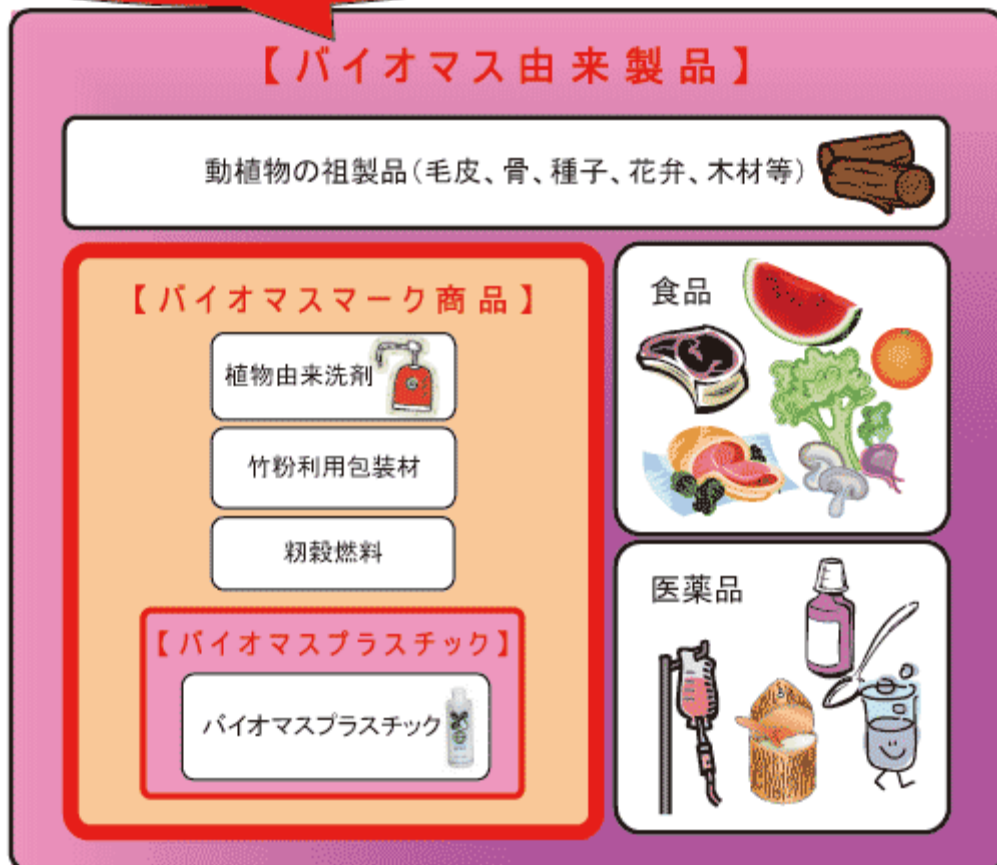 【バイオマス由来製品】
動植物の祖製品(毛皮、骨、種子、花弁、木材等)
【バイオマスマーク商品】
植物由来洗剤
竹粉利用包装材
籾殻燃料
【バイオマスプラスチック】
バイオマスプラスチック
食品
医薬品